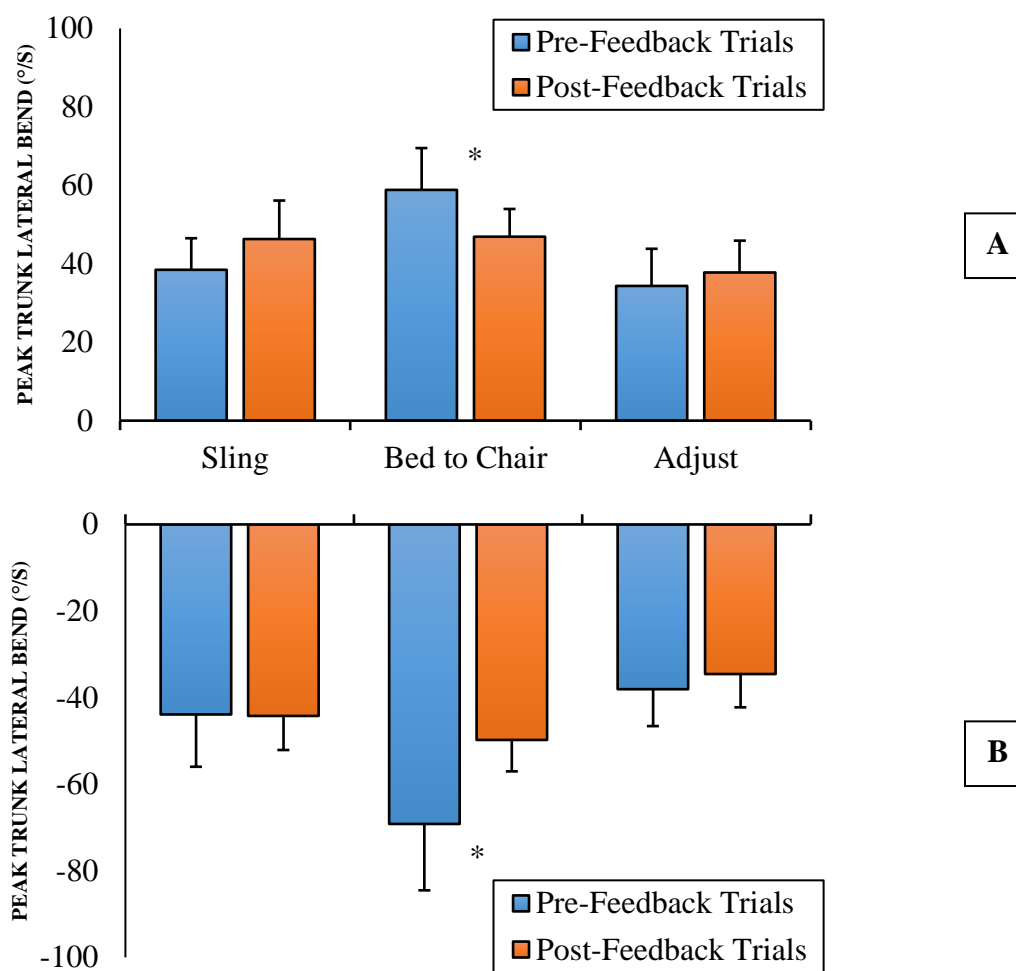 PEAK TRUNK LATERAL BEND (°/S)
100
80
60
40
20
0
Pre-Feedback Trials
Post-Feedback Trials
*
Sling
Bed to Chair
Adjust
A
PEAK TRUNK LATERAL BEND (°/S)
0
-20
-40
-60
-80
-100
*
Pre-Feedback Trials
Post-Feedback Trials
B